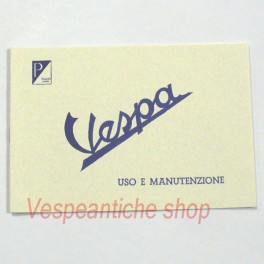 P
Vespa
USO E MANUTENZIONE
Vespeantiche shop